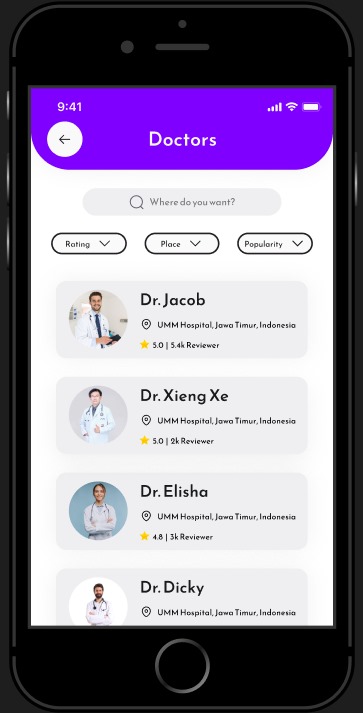 9:41
Doctors
Where do you want?
Rating
Place
Popularity
Dr. Jacob
UMM Hospital, Jawa Timur, Indonesia
5.0 | 5.4k Reviewer
Dr. Xieng Xe
UMM Hospital, Jawa Timur, Indonesia
5.0 | 2k Reviewer
Dr. Elisha
UMM Hospital, Jawa Timur, Indonesia
4.8 | 3k Reviewer
Dr. Dicky
UMM Hospital, Jawa Timur, Indonesia